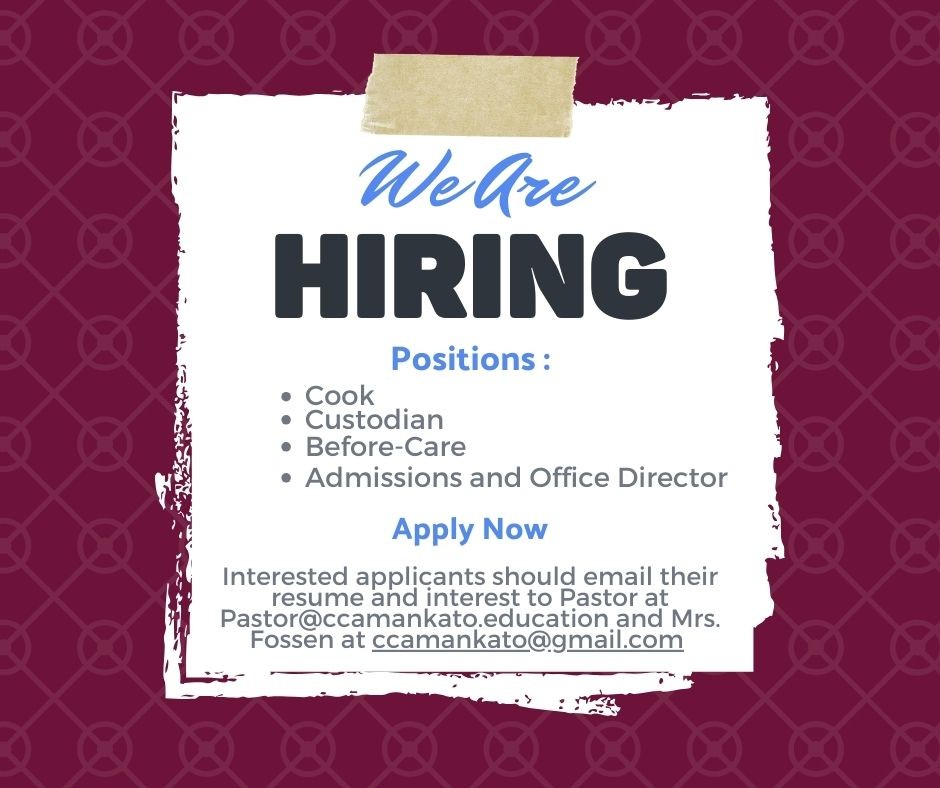 We Are
HIRING
Positions :
• Cook
• Custodian
• Before-Care
• Admissions and Office Director
Apply Now
Interested applicants should email their
resume and interest to Pastor at
Pastor@ccamankato.education and Mrs.
Fossen at ccamankato@gmail.com